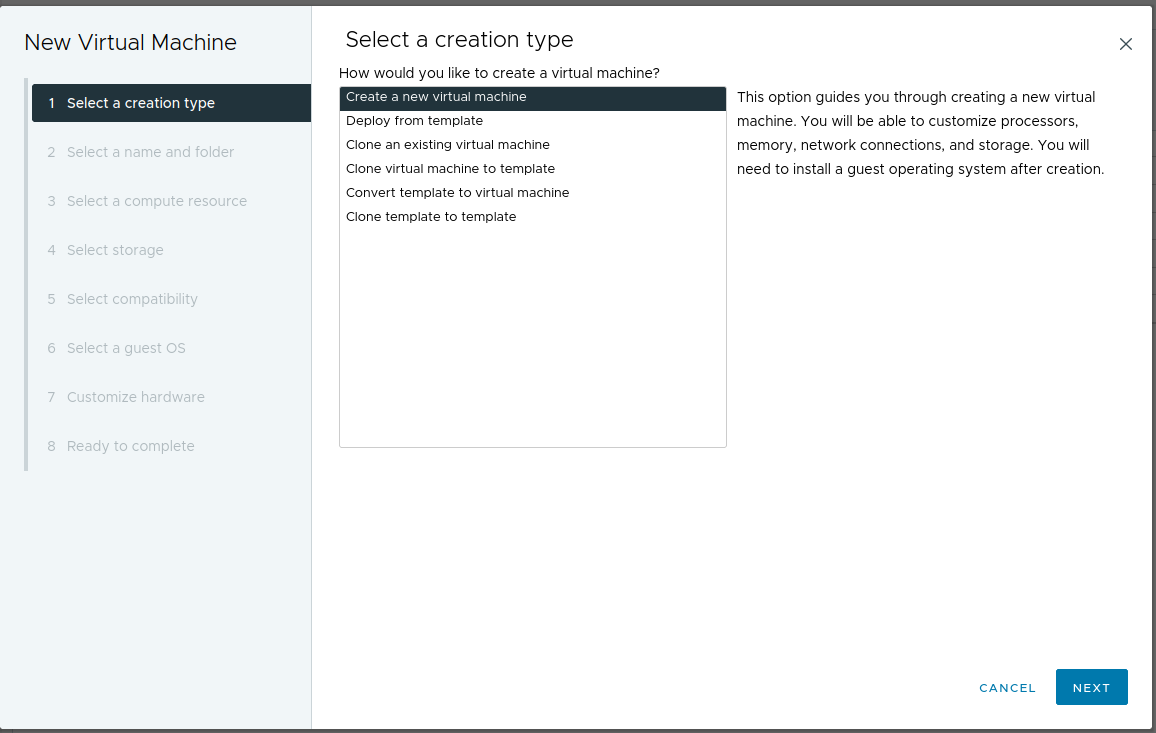 New Virtual Machine
1 Select a creation type
2 Select a name and folder
3 Select a compute resource
4 Select storage
5 Select compatibility
6 Select a guest OS
7 Customize hardware
8 Ready to complete
Select a creation type
How would you like to create a virtual machine?
Create a new virtual machine
Deploy from template
Clone an existing virtual machine
Clone virtual machine to template
Convert template to virtual machine
Clone template to template
This option guides you through creating a new virtual
machine. You will be able to customize processors,
memory, network connections, and storage. You will
need to install a guest operating system after creation.
CANCEL
NEXT